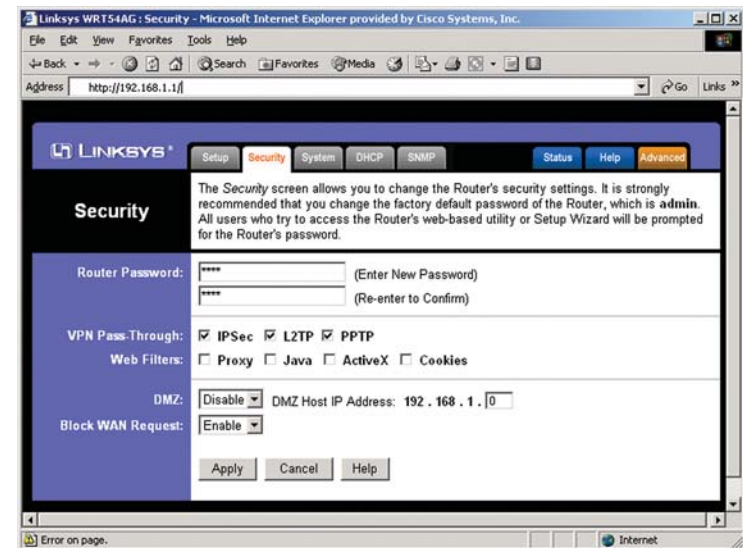 Linksys WRT54AG : Security - Microsoft Internet Explorer provided by Cisco Systems, Inc.
File Edit View Favorites Tools Help
Back Search Favorites Media
Address http://192.168.1.1/ Go Links »
LINKSYS®
Setup Security System DHCP SNMP Status Help Advanced
Security
The Security screen allows you to change the Router's security settings. It is strongly
recommended that you change the factory default password of the Router, which is admin.
All users who try to access the Router's web-based utility or Setup Wizard will be prompted
for the Router's password.
Router Password: **** (Enter New Password)
**** (Re-enter to Confirm)
VPN Pass-Through: IPSec L2TP PPTP
Web Filters: Proxy Java ActiveX Cookies
DMZ: Disable DMZ Host IP Address: 192 . 168 . 1 . 0
Block WAN Request: Enable
Apply Cancel Help
Error on page. Internet